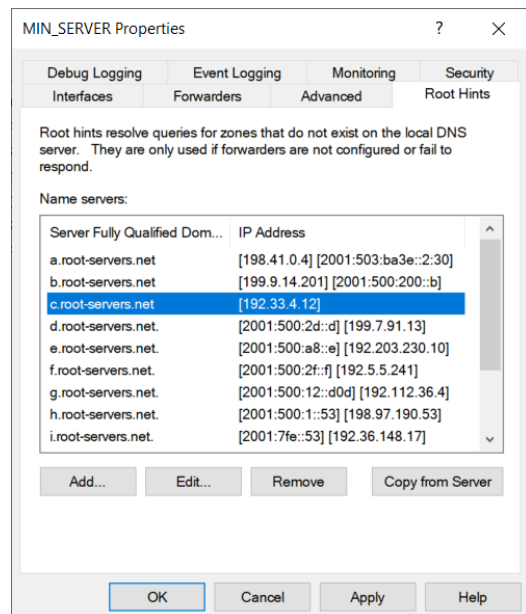 MIN_SERVER Properties ? ×
Debug Logging Event Logging Monitoring Security
Interfaces Forwarders Advanced Root Hints
Root hints resolve queries for zones that do not exist on the local DNS
server. They are only used if forwarders are not configured or fail to
respond.
Name servers:
Server Fully Qualified Dom... IP Address
a.root-servers.net [198.41.0.4] [2001:503:ba3e::2:30]
b.root-servers.net [199.9.14.201] [2001:500:200::b]
c.root-servers.net [192.33.4.12]
d.root-servers.net. [2001:500:2d::d] [199.7.91.13]
e.root-servers.net. [2001:500:a8::e] [192.203.230.10]
f.root-servers.net. [2001:500:2f::f] [192.5.5.241]
g.root-servers.net. [2001:500:12::d0d] [192.112.36.4]
h.root-servers.net. [2001:500:1::53] [198.97.190.53]
i.root-servers.net. [2001:7fe::53] [192.36.148.17]
Add... Edit... Remove Copy from Server
OK Cancel Apply Help